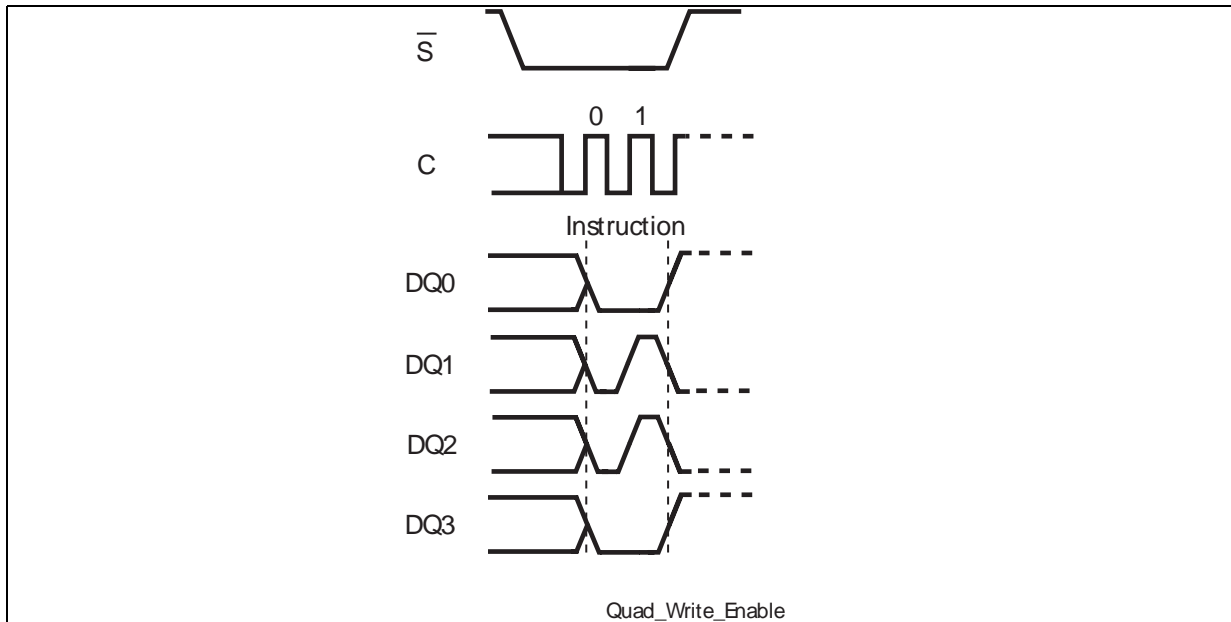 S̅
0 1
C
Instruction
DQ0
DQ1
DQ2
DQ3
Quad_Write_Enable